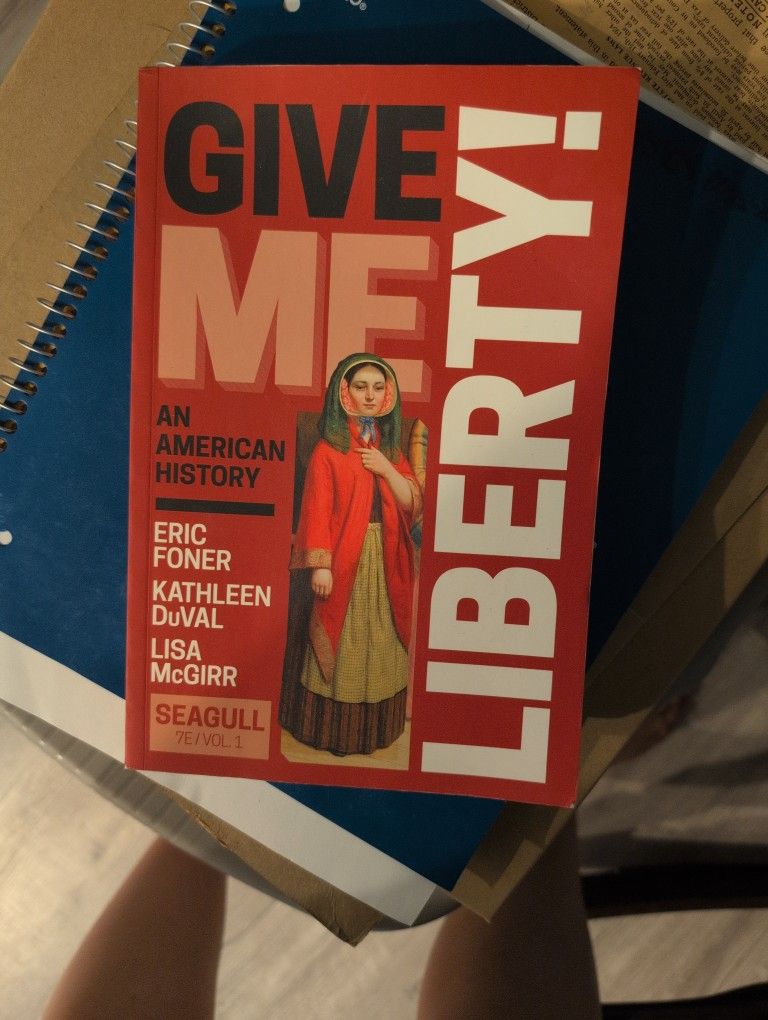 GIVE
ME
LIBERTY!
AN
AMERICAN
HISTORY
ERIC
FONER
KATHLEEN
DuVAL
LISA
McGIRR
SEAGULL
7E / VOL. 1